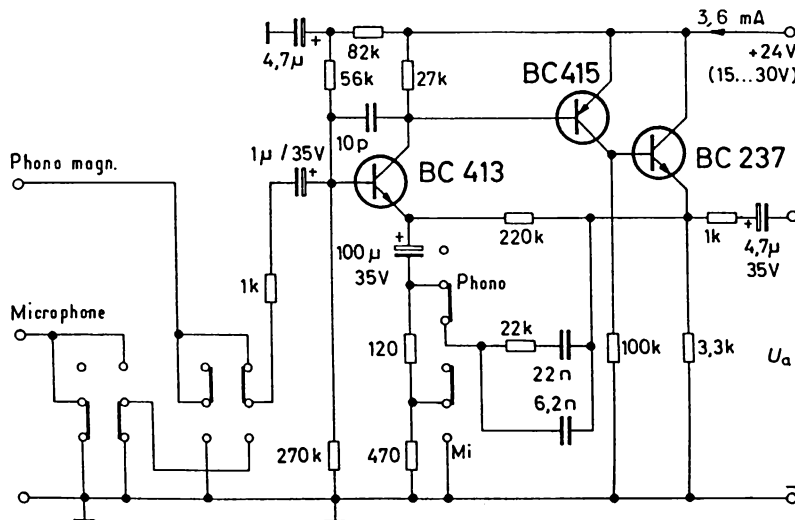 3,6 mA
+
4,7µ
82k
+24V
(15...30V)
56k
27k
BC415
10p
1µ/35V
+
BC 413
BC 237
Phono magn.
220k
1k
+
4,7µ
35V
+
100µ
35V
Phono
1k
Microphone
120
22k
22n
6,2n
100k
3,3k
Ua
270k
470
Mi